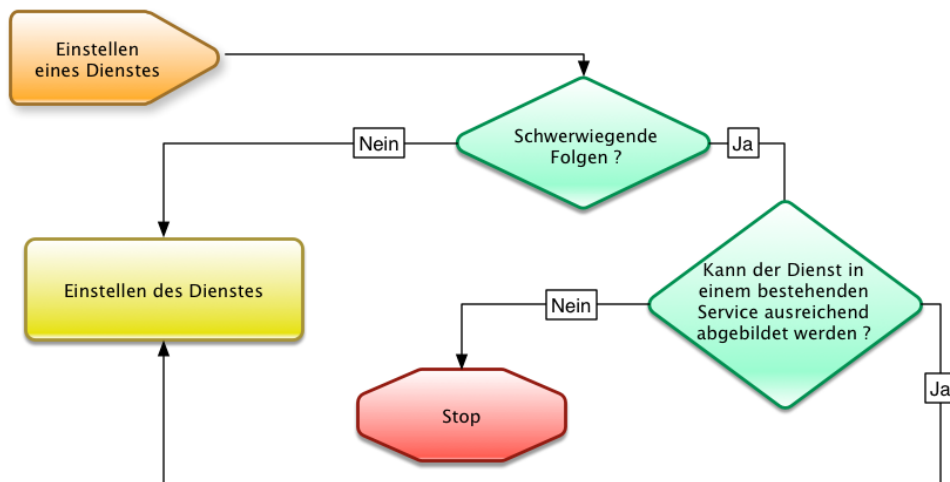 Einstellen
eines Dienstes
Schwerwiegende
Folgen ?
Nein
Ja
Einstellen des Dienstes
Kann der Dienst in
einem bestehenden
Service ausreichend
abgebildet werden ?
Nein
Ja
Stop